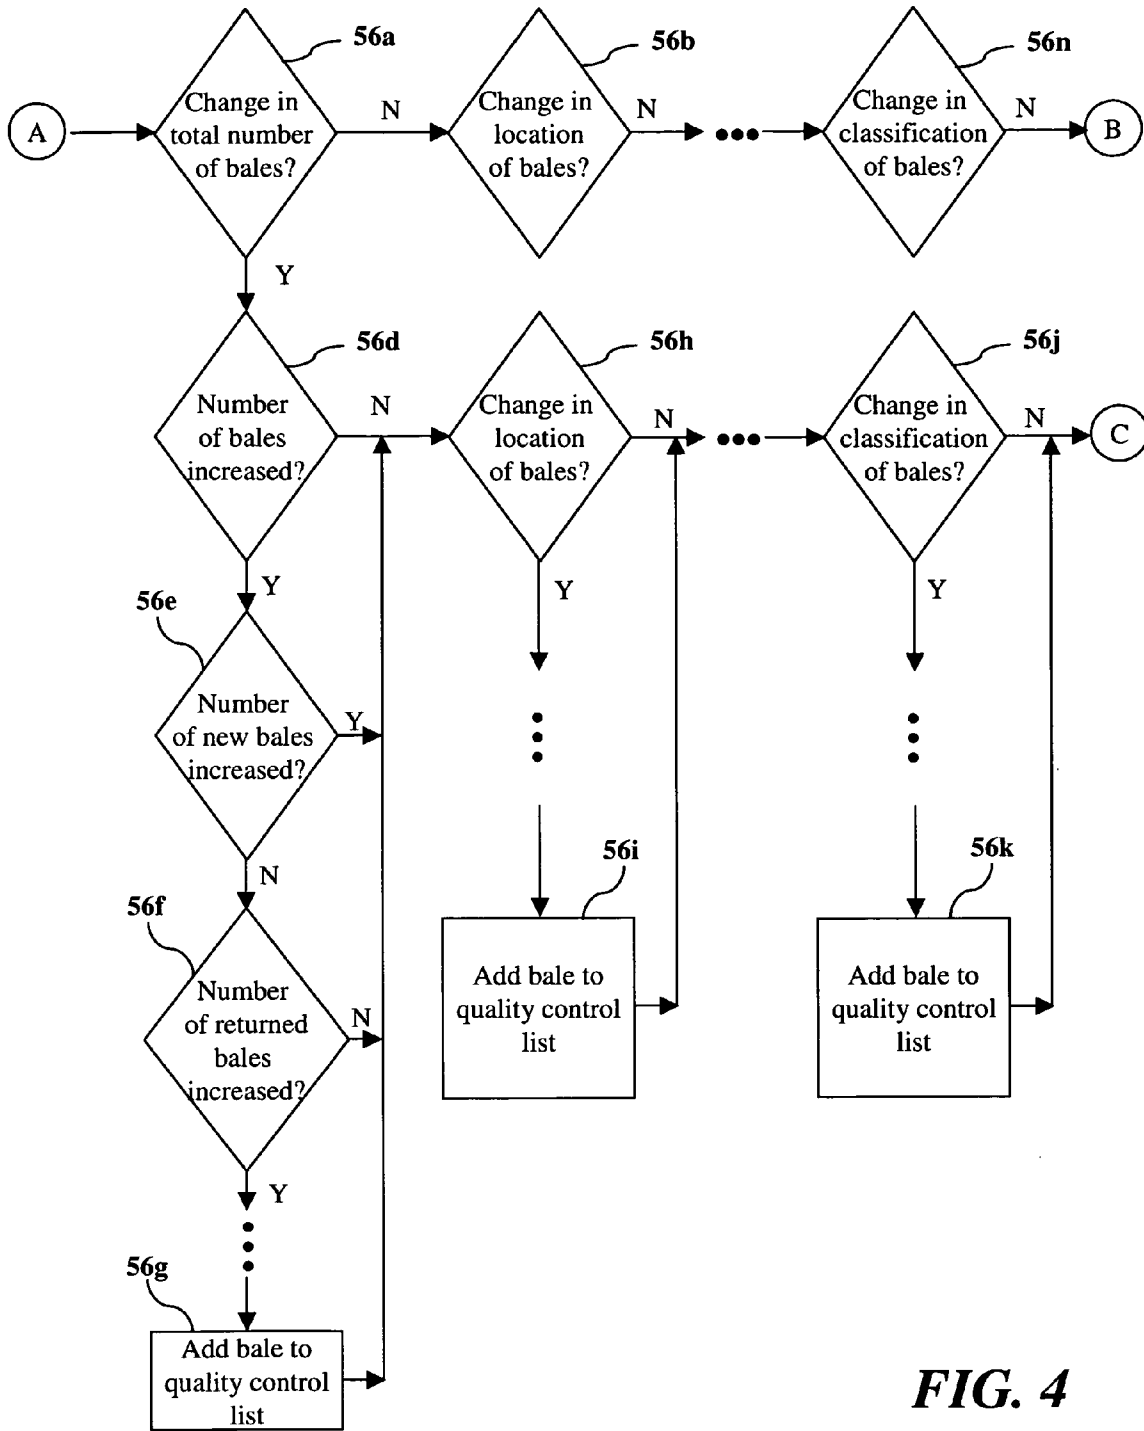 56a
56b
56n
A
Change in
total number
of bales?
N
Change in
location
of bales?
N
Change in
classification
of bales?
N
B
Y
56d
56h
56j
Number
of bales
increased?
N
Change in
location
of bales?
N
Change in
classification
of bales?
N
C
Y
Y
Y
56e
Number
of new bales
increased?
Y
N
56f
Number
of returned
bales
increased?
N
Y
56i
Add bale to
quality control
list
56k
Add bale to
quality control
list
56g
Add bale to
quality control
list
FIG. 4